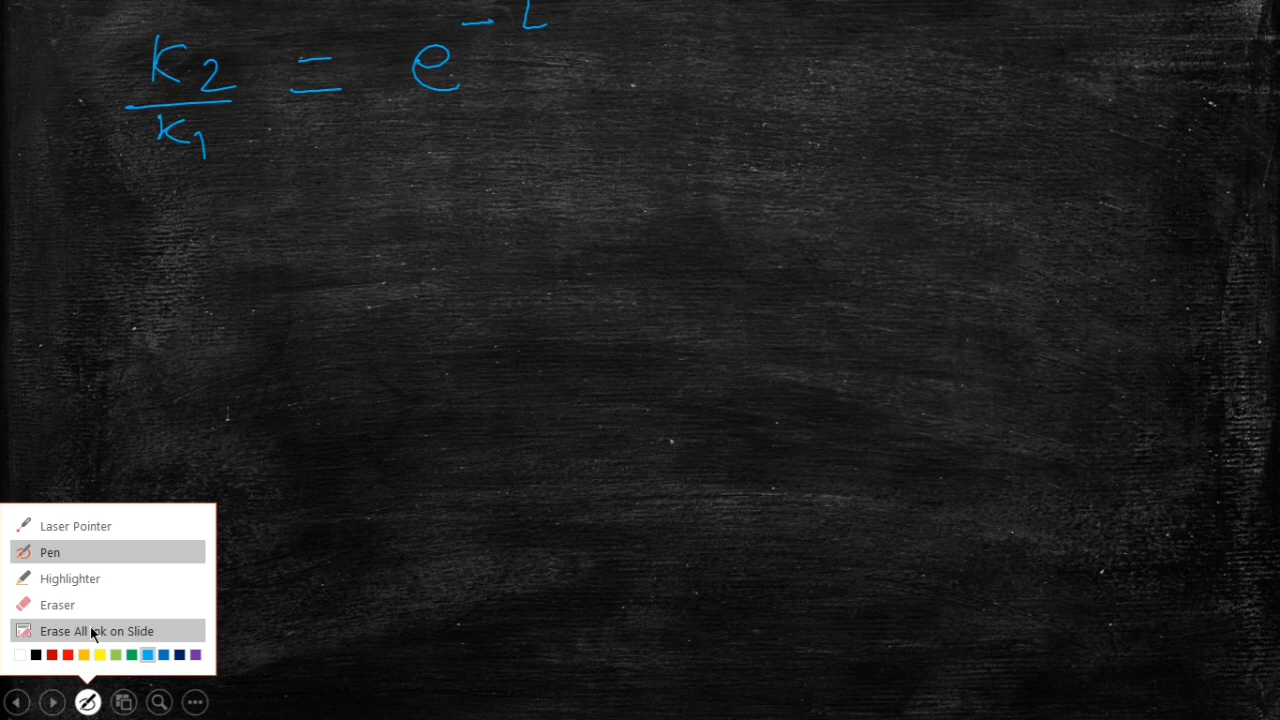 K2 = e^-
K1
Laser Pointer
Pen
Highlighter
Eraser
Erase All Ink on Slide